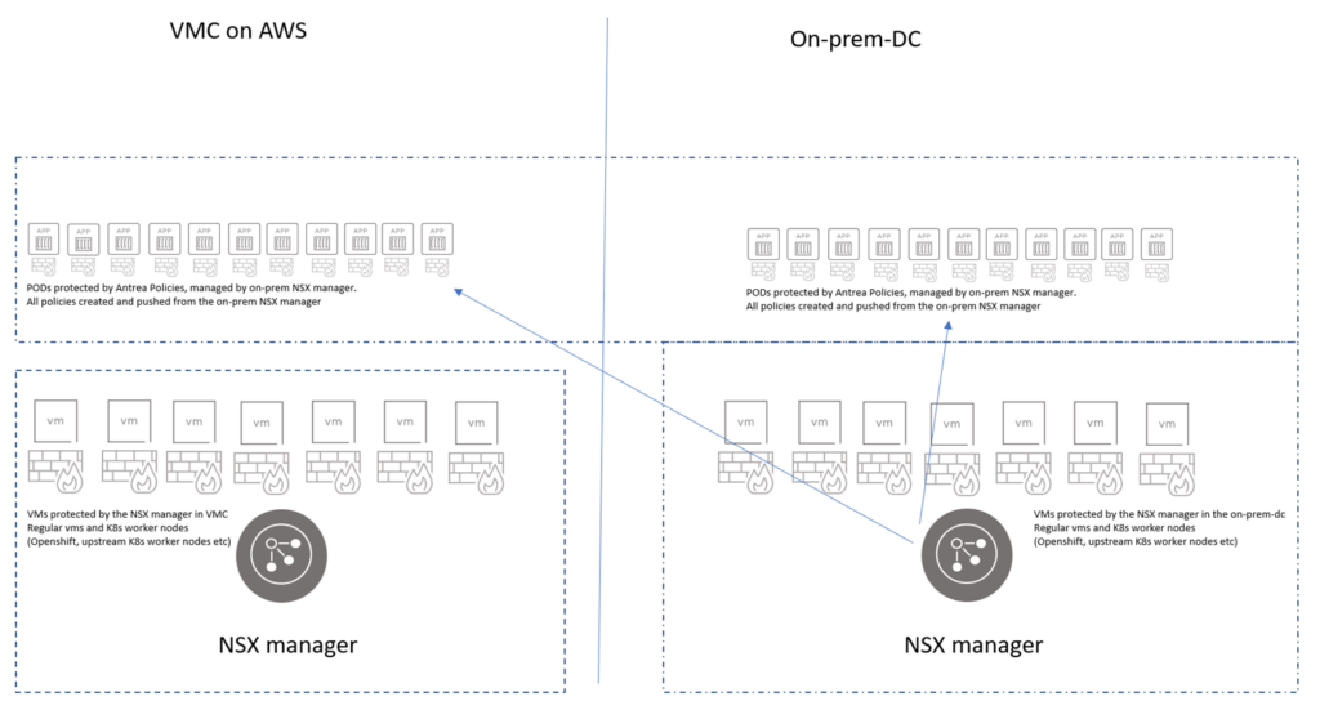 VMC on AWS
On-prem-DC
APP APP APP APP APP APP APP APP APP APP APP
PODs protected by Antrea Policies, managed by on-prem NSX manager.
All policies created and pushed from the on-prem NSX manager
APP APP APP APP APP APP APP APP APP APP APP
PODs protected by Antrea Policies, managed by on-prem NSX manager.
All policies created and pushed from the on-prem NSX manager
vm vm vm vm vm vm vm
VMs protected by the NSX manager in VMC
Regular vms and K8s worker nodes
(Openshift, upstream K8s worker nodes etc)
NSX manager
vm vm vm vm vm vm vm
VMs protected by the NSX manager in the on-prem-dc
Regular vms and K8s worker nodes
(Openshift, upstream K8s worker nodes etc)
NSX manager